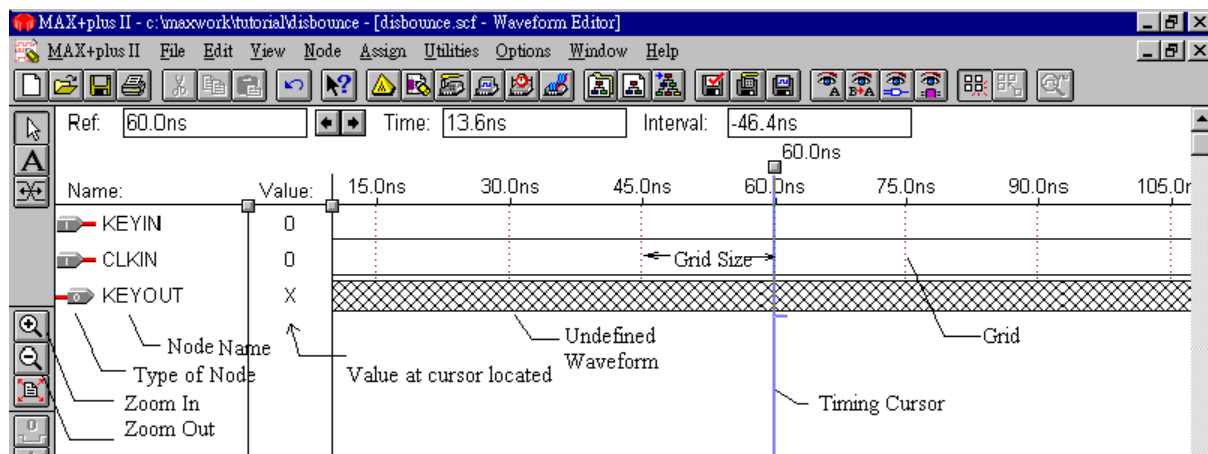 MAX+plus II - c:\maxwork\tutorial\disbounce - [disbounce.scf - Waveform Editor]
MAX+plus II File Edit View Node Assign Utilities Options Window Help
Ref: 60.0ns Time: 13.6ns Interval: -46.4ns
60.0ns
Name: Value: 15.0ns 30.0ns 45.0ns 60.0ns 75.0ns 90.0ns
KEYIN 0
CLKIN 0 Grid Size
KEYOUT X
Node Name
Type of Node
Zoom In
Zoom Out
Value at cursor located
Undefined
Waveform
Grid
Timing Cursor